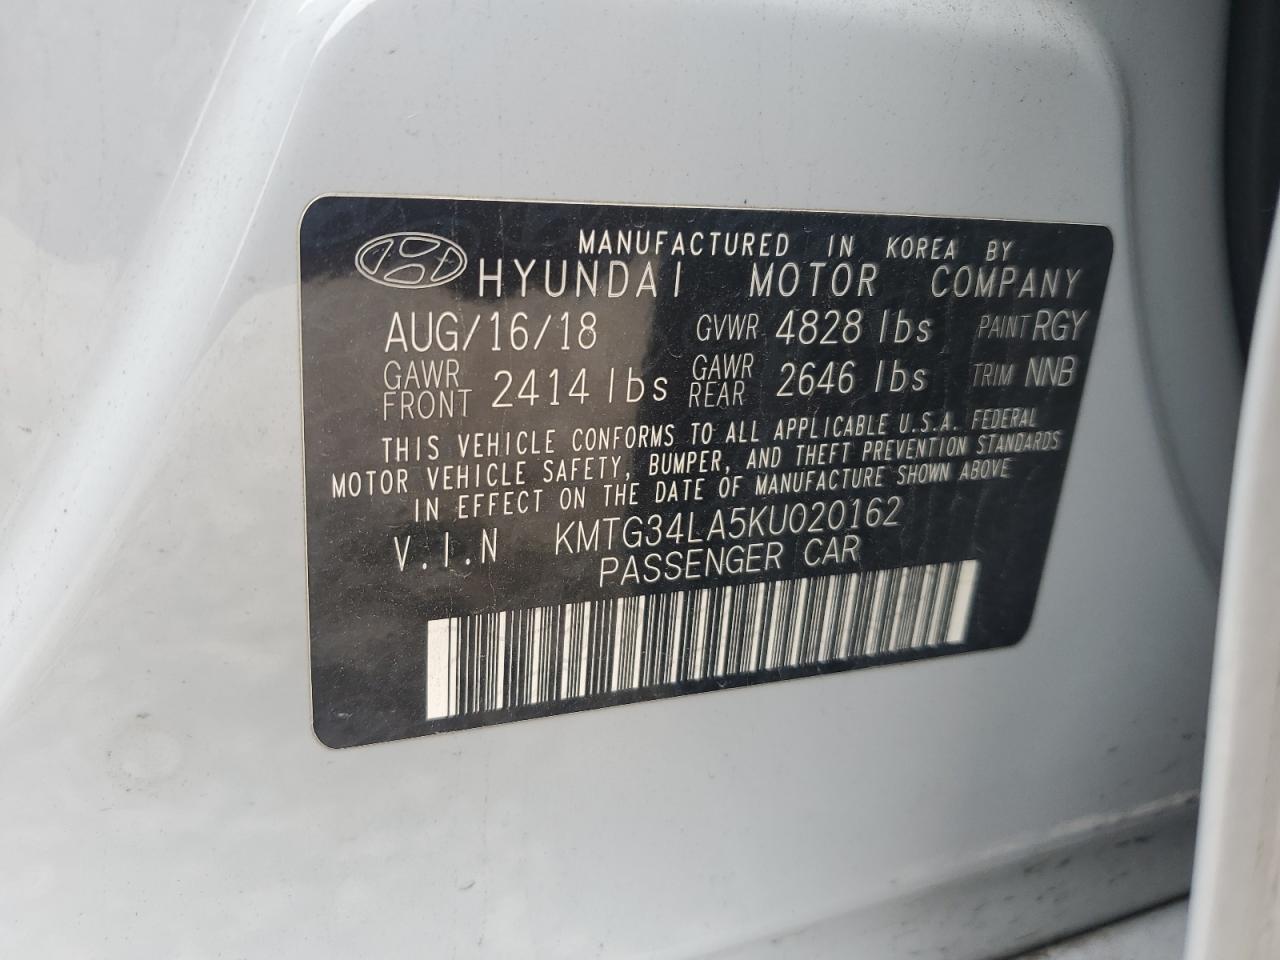 MANUFACTURED IN KOREA BY
HYUNDAI MOTOR COMPANY
AUG/16/18 GVWR 4828 lbs PAINT RGY
GAWR FRONT 2414 lbs GAWR REAR 2646 lbs TRIM NNB
THIS VEHICLE CONFORMS TO ALL APPLICABLE U.S.A. FEDERAL
MOTOR VEHICLE SAFETY, BUMPER, AND THEFT PREVENTION STANDARDS
IN EFFECT ON THE DATE OF MANUFACTURE SHOWN ABOVE
V.I.N KMTG34LA5KU020162
PASSENGER CAR